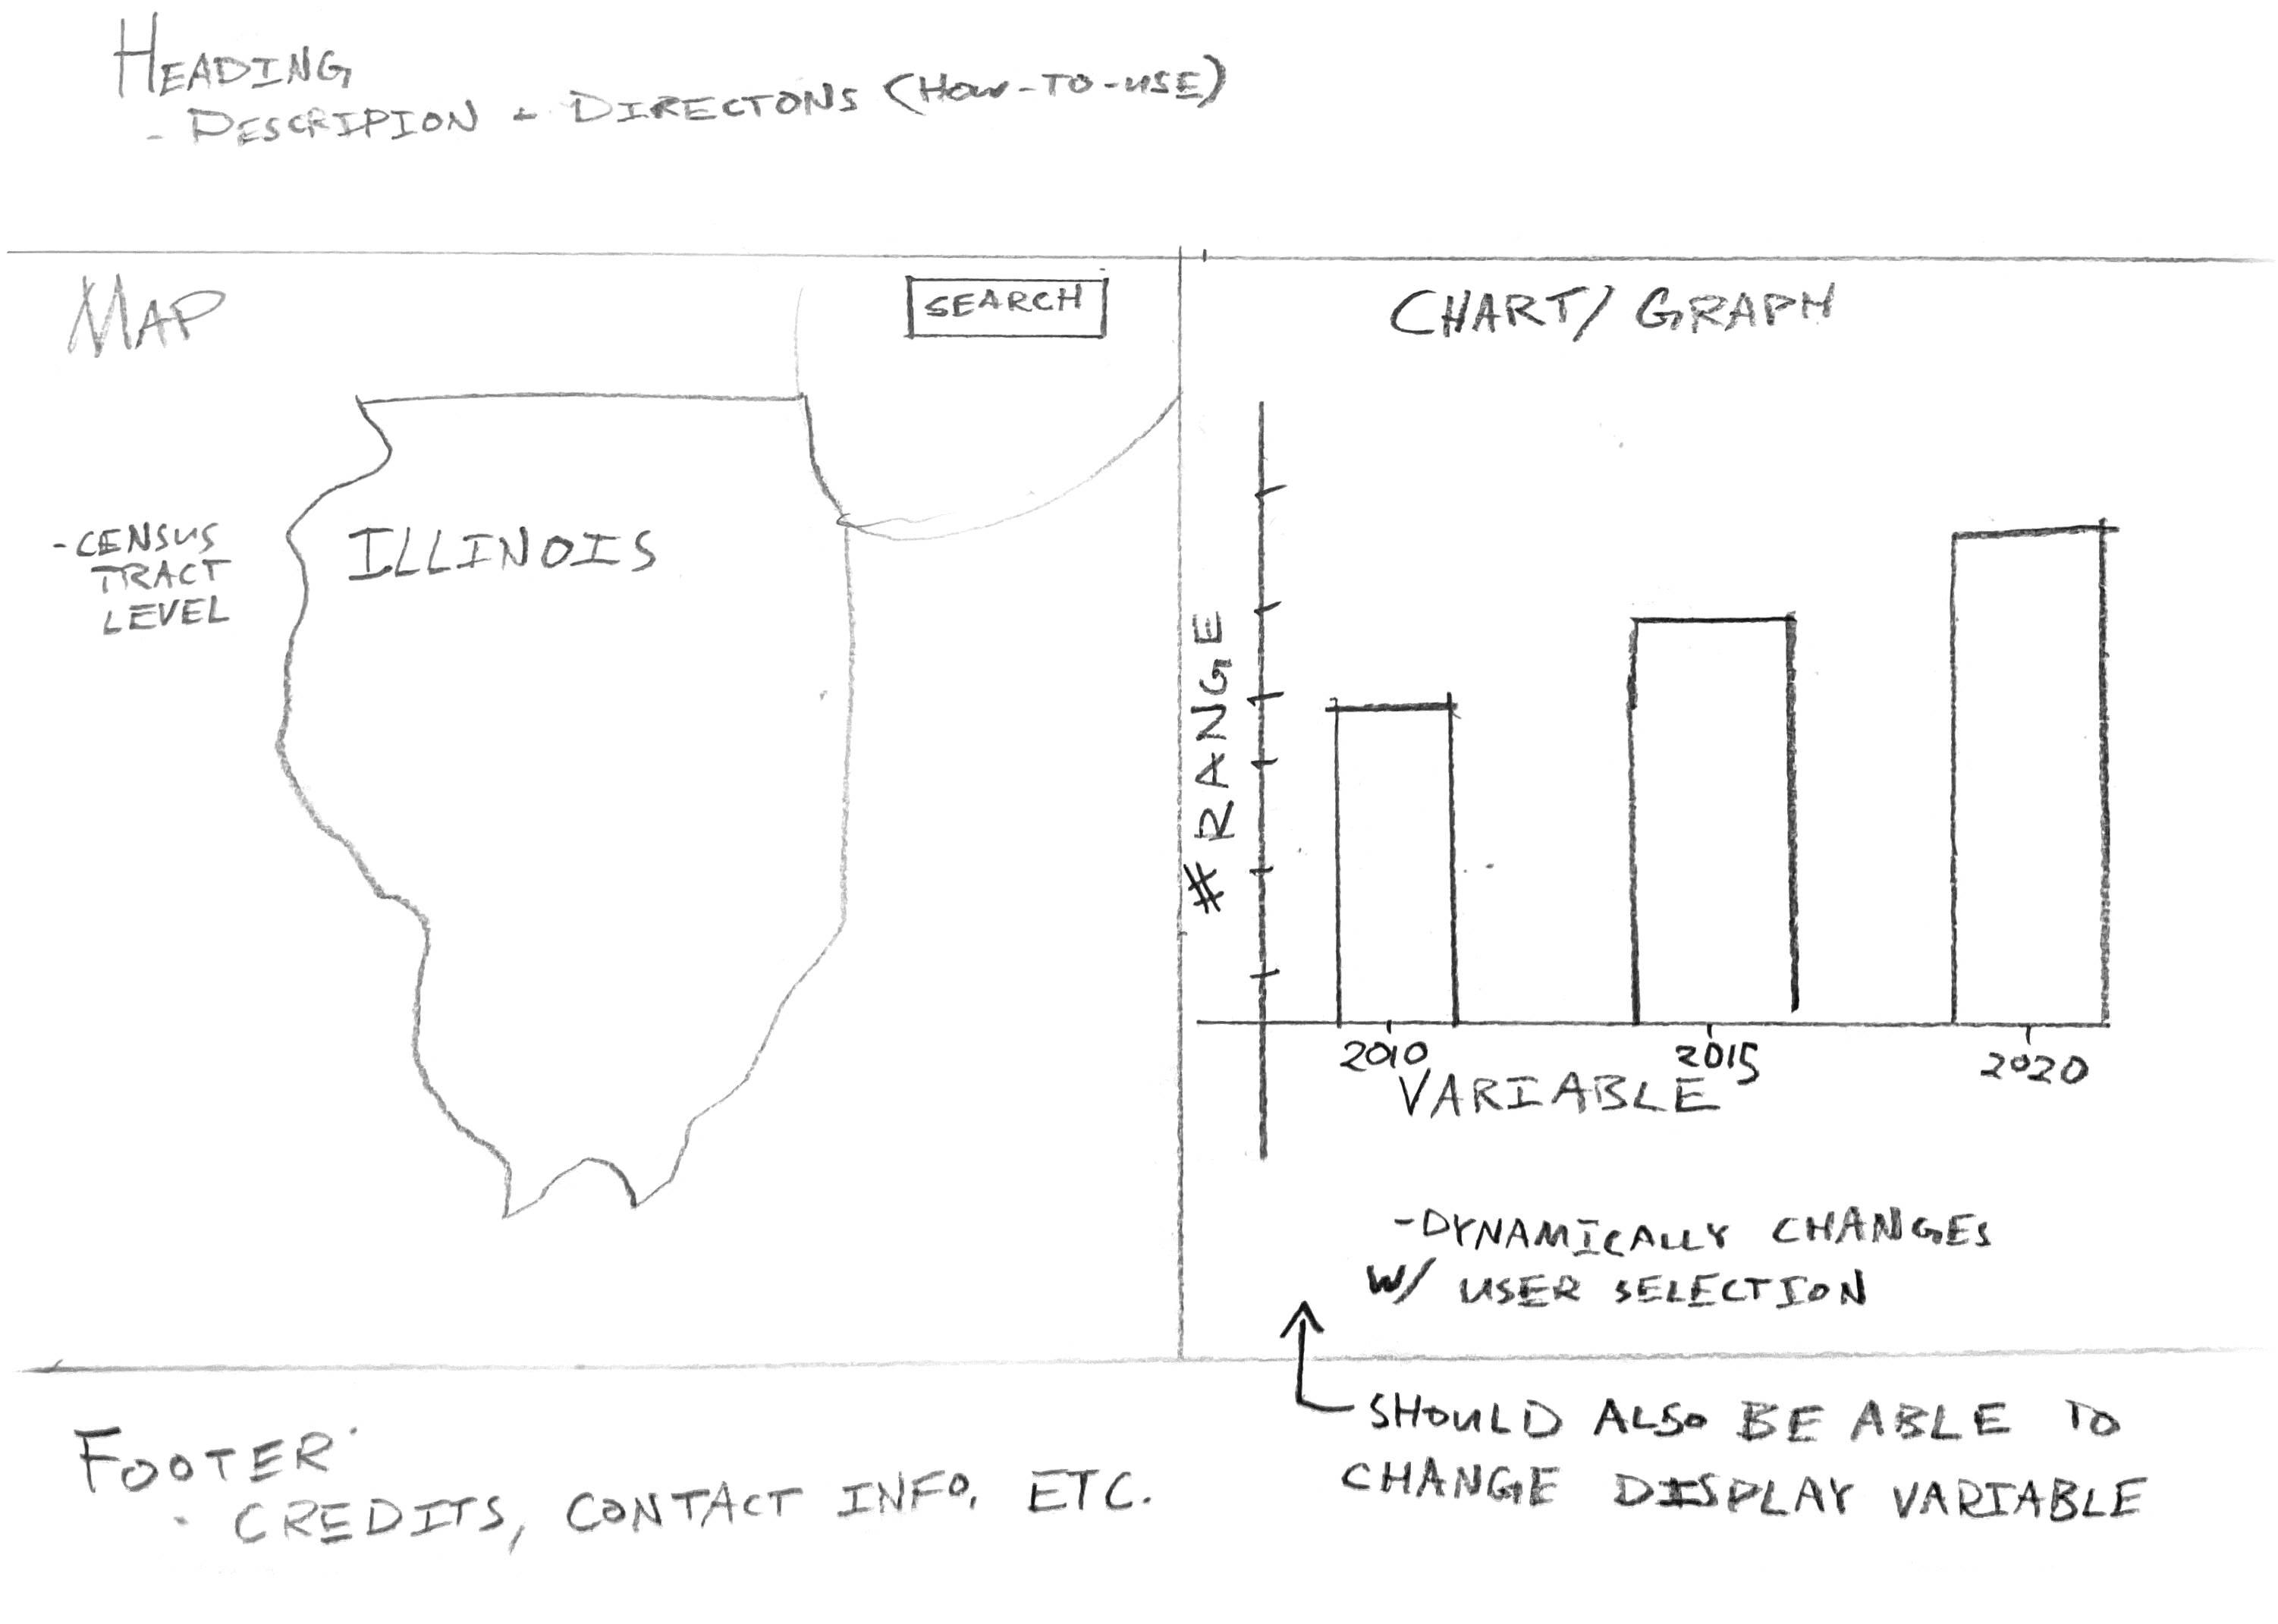 HEADING
- DESCRIPION + DIRECTONS (HOW-TO-USE)
MAP
SEARCH
- CENSUS
TRACT
LEVEL
ILLINOIS
CHART/GRAPH
# RANGE
2010 2015 2020
VARIABLE
- DYNAMICALLY CHANGES
W/ USER SELECTION
SHOULD ALSO BE ABLE TO
CHANGE DISPLAY VARIABLE
FOOTER
- CREDITS, CONTACT INFO, ETC.